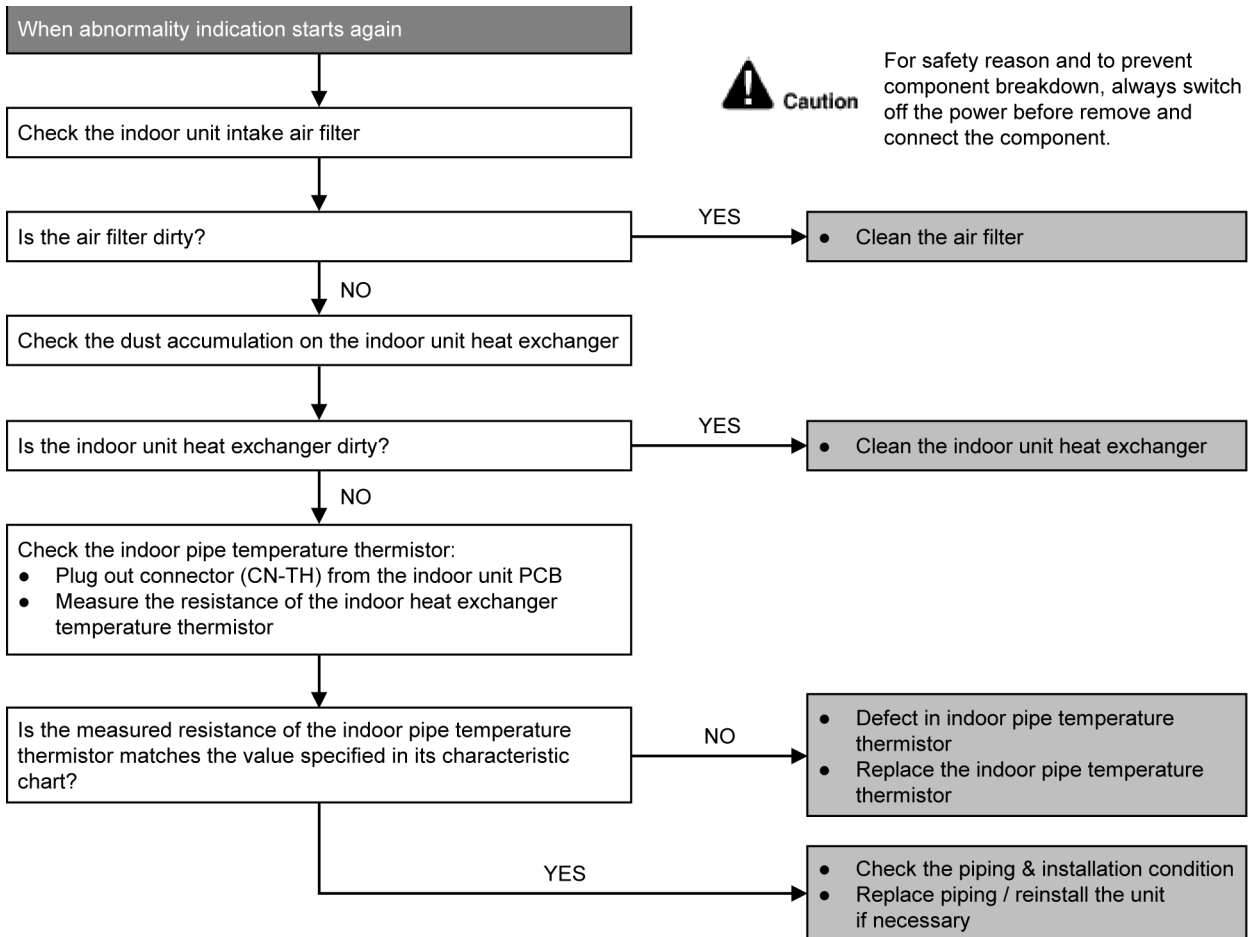 When abnormality indication starts again
Caution
For safety reason and to prevent
component breakdown, always switch
off the power before remove and
connect the component.
Check the indoor unit intake air filter
Is the air filter dirty?
YES
● Clean the air filter
NO
Check the dust accumulation on the indoor unit heat exchanger
Is the indoor unit heat exchanger dirty?
YES
● Clean the indoor unit heat exchanger
NO
Check the indoor pipe temperature thermistor:
● Plug out connector (CN-TH) from the indoor unit PCB
● Measure the resistance of the indoor heat exchanger
temperature thermistor
Is the measured resistance of the indoor pipe temperature
thermistor matches the value specified in its characteristic
chart?
NO
● Defect in indoor pipe temperature
thermistor
● Replace the indoor pipe temperature
thermistor
YES
● Check the piping & installation condition
● Replace piping / reinstall the unit
if necessary